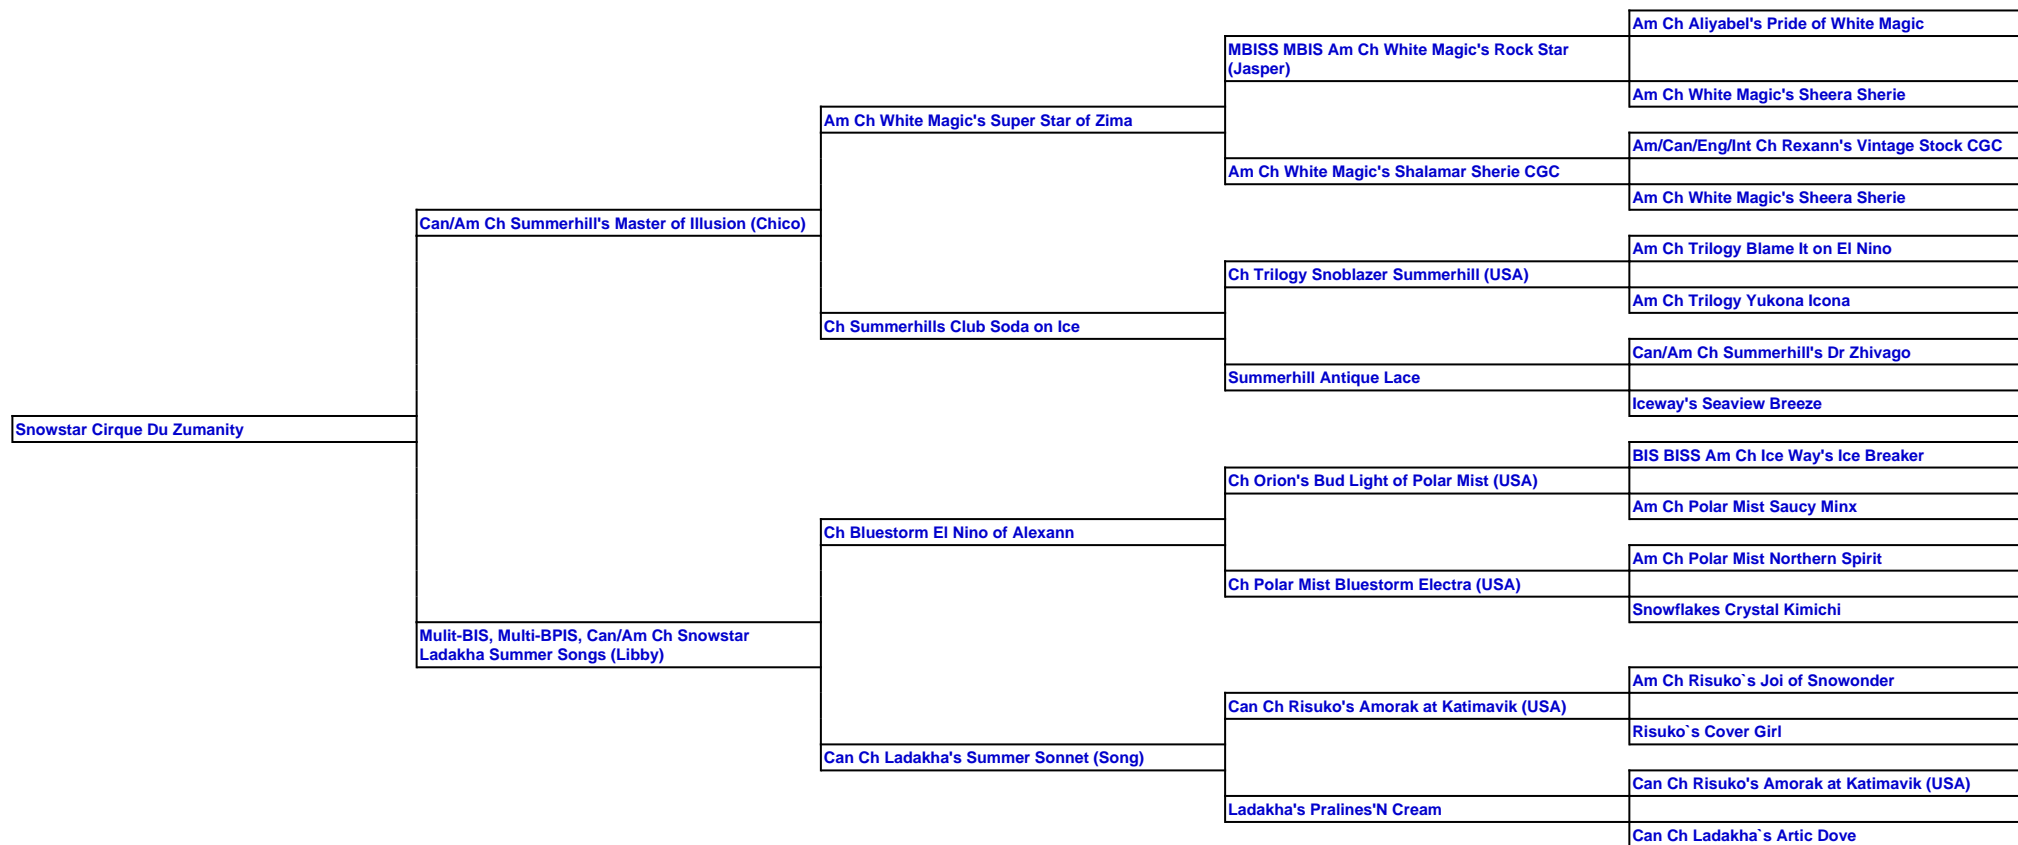 Am Ch Aliyabel's Pride of White Magic
MBISS MBIS Am Ch White Magic's Rock Star
(Jasper)
Am Ch White Magic's Sheera Sherie
Am Ch White Magic's Super Star of Zima
Am/Can/Eng/Int Ch Rexann's Vintage Stock CGC
Am Ch White Magic's Shalamar Sherie CGC
Am Ch White Magic's Sheera Sherie
Can/Am Ch Summerhill's Master of Illusion (Chico)
Am Ch Trilogy Blame It on El Nino
Ch Trilogy Snoblazer Summerhill (USA)
Am Ch Trilogy Yukona Icona
Ch Summerhills Club Soda on Ice
Can/Am Ch Summerhill's Dr Zhivago
Summerhill Antique Lace
Iceway's Seaview Breeze
Snowstar Cirque Du Zumanity
BIS BISS Am Ch Ice Way's Ice Breaker
Ch Orion's Bud Light of Polar Mist (USA)
Am Ch Polar Mist Saucy Minx
Ch Bluestorm El Nino of Alexann
Am Ch Polar Mist Northern Spirit
Ch Polar Mist Bluestorm Electra (USA)
Snowflakes Crystal Kimichi
Mulit-BIS, Multi-BPIS, Can/Am Ch Snowstar
Ladakha Summer Songs (Libby)
Am Ch Risuko`s Joi of Snowonder
Can Ch Risuko's Amorak at Katimavik (USA)
Risuko`s Cover Girl
Can Ch Ladakha's Summer Sonnet (Song)
Can Ch Risuko's Amorak at Katimavik (USA)
Ladakha's Pralines'N Cream
Can Ch Ladakha`s Artic Dove